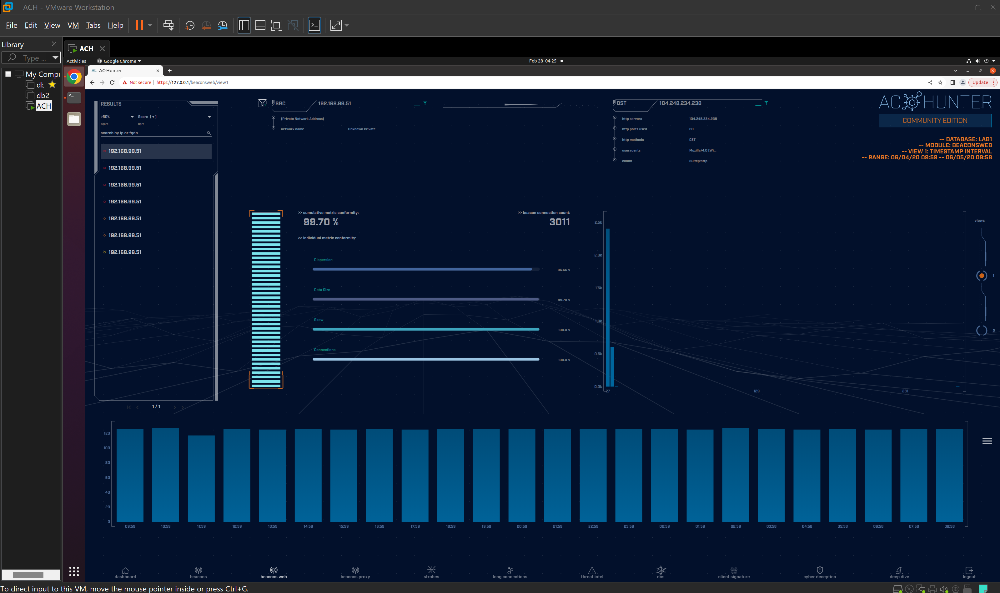 ACH - VMware Workstation
File Edit View VM Tabs Help
Library
Type ...
My Compu
db2
ACH
ACH
Activities
Google Chrome
Feb 28 04:25
AC-Hunter
Not secure
https://127.0.0.1/beaconsweb/view1
Update
RESULTS
>50%
Score [▼]
Score
Sort
search by ip or fqdn
192.168.99.51
192.168.99.51
192.168.99.51
192.168.99.51
192.168.99.51
192.168.99.51
192.168.99.51
1 / 1
SRC 192.168.99.51
[Private Network Address]
network name Unknown Private
DST 104.248.234.238
http servers 104.248.234.238
http ports used 80
http methods GET
useragents Mozilla/4.0 (Wi...
comm 80:tcp:http
AC HUNTER
COMMUNITY EDITION
-- DATABASE: LAB1
-- MODULE: BEACONSWEB
-- VIEW 1: TIMESTAMP INTERVAL
-- RANGE: 06/04/20 09:59 -- 06/05/20 09:58
>> cumulative metric conformity:
99.70 %
>> beacon connection count:
3011
>> individual metric conformity:
Dispersion
96.66 %
Data Size
99.70 %
Skew
100.0 %
Connections
100.0 %
2.5k
2.0k
1.5k
1.0k
0.5k
0.0k
27 129 231
views
1
2
120
100
80
60
40
20
0
09:59 10:59 11:59 12:59 13:59 14:59 15:59 16:59 17:59 18:59 19:59 20:59 21:59 22:59 23:59 00:59 01:59 02:59 03:58 04:58 05:58 06:58 07:58 08:58
dashboard beacons beacons web beacons proxy strobes long connections threat intel dns client signature cyber deception deep dive logout
To direct input to this VM, move the mouse pointer inside or press Ctrl+G.